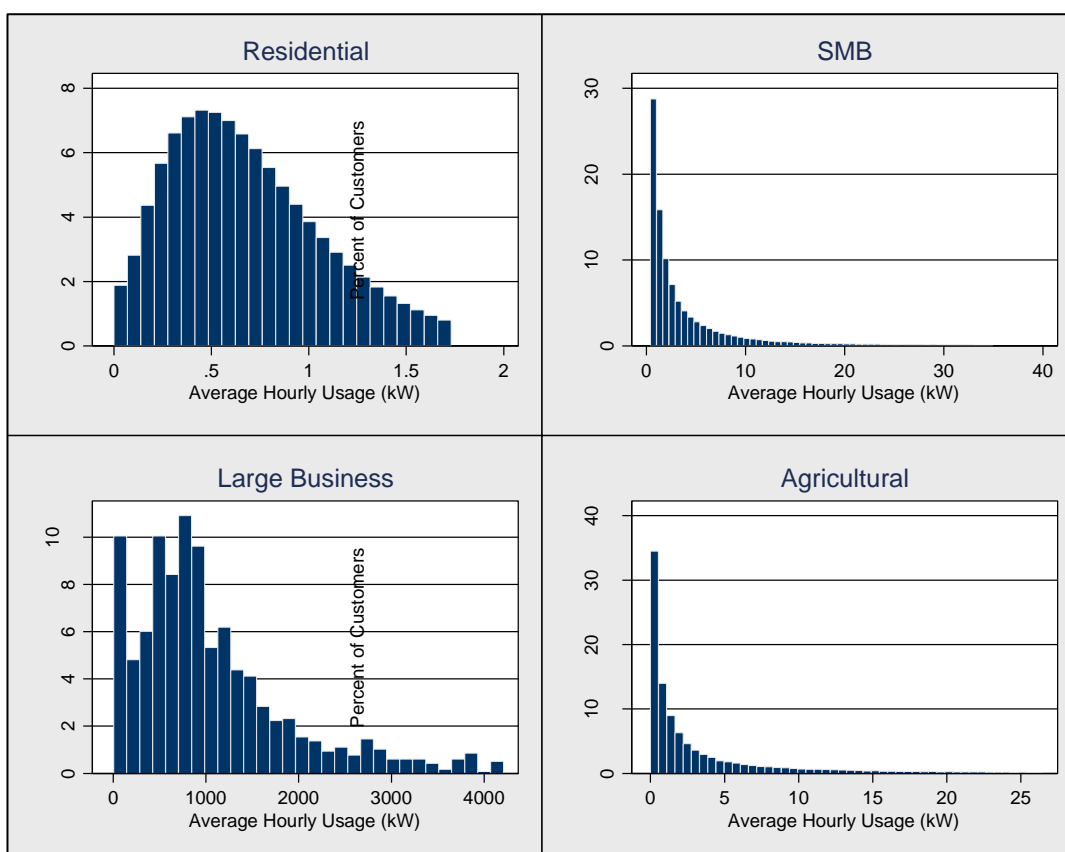 Residential
8
6
4
2
0
Percent of Customers
0 .5 1 1.5 2
Average Hourly Usage (kW)
SMB
30
20
10
0
0 10 20 30 40
Average Hourly Usage (kW)
Large Business
10
8
6
4
2
0
Percent of Customers
0 1000 2000 3000 4000
Average Hourly Usage (kW)
Agricultural
40
30
20
10
0
0 5 10 15 20 25
Average Hourly Usage (kW)